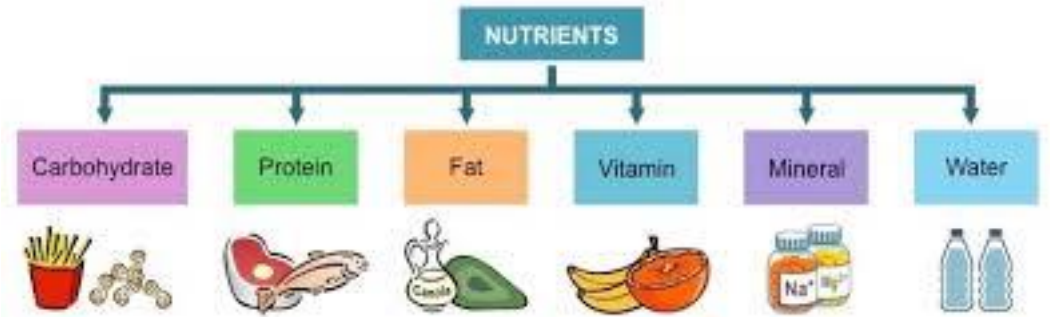 NUTRIENTS
Carbohydrate
Protein
Fat
Vitamin
Mineral
Water
Canola
Na⁺